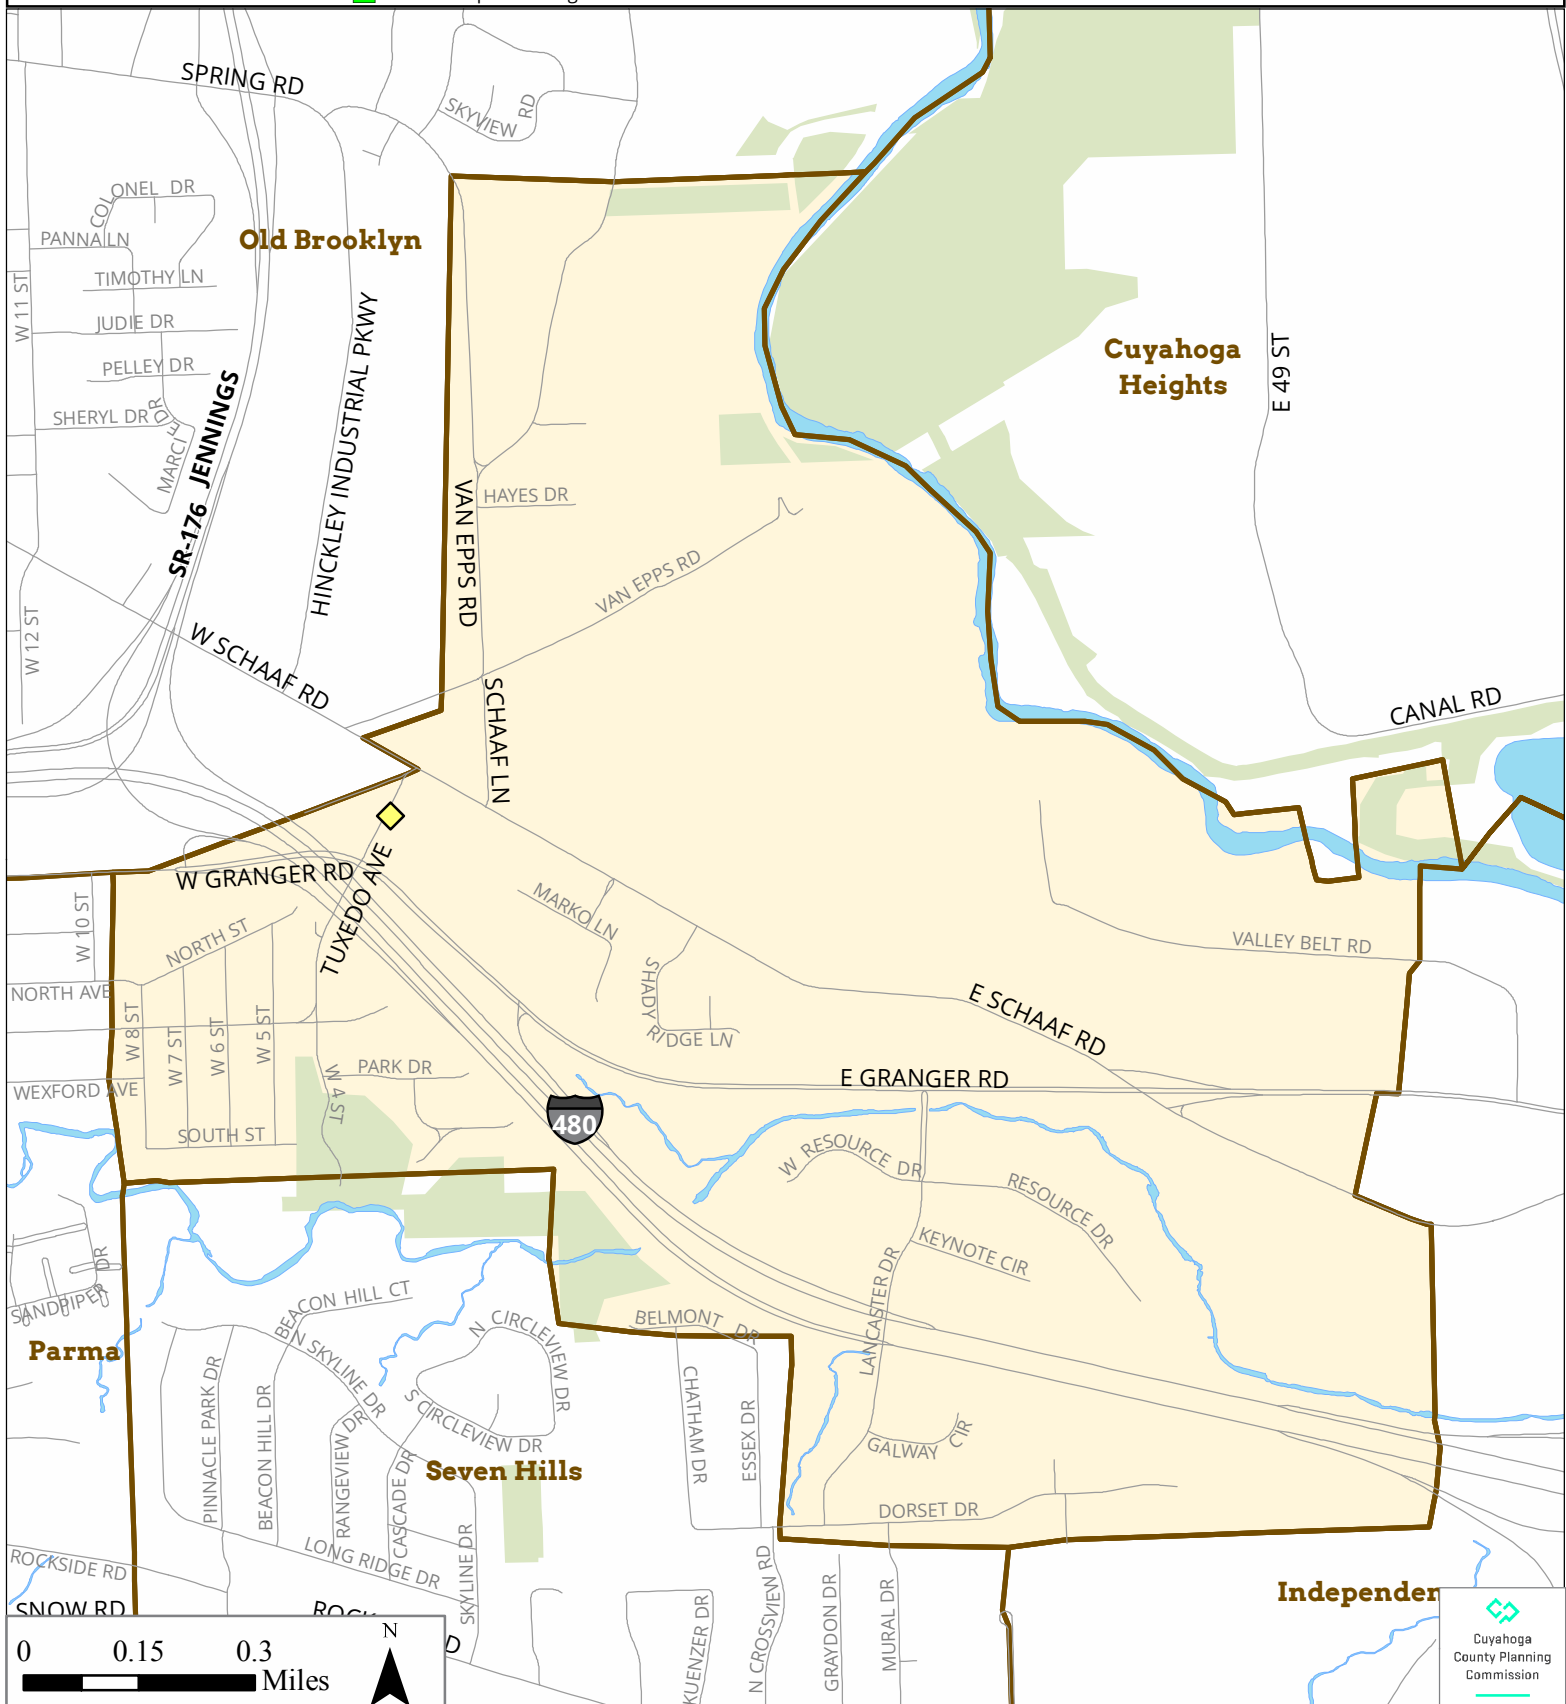 SPRING RD
SKYVIEW RD
COLONEL DR
PANNA LN
Old Brooklyn
TIMOTHY LN
W 11 ST
JUDIE DR
HINCKLEY INDUSTRIAL PKWY
Cuyahoga
Heights
E 49 ST
PELLEY DR
SHERYL DR
MARCIE DR
SR-176 JENNINGS
HAYES DR
VAN EPPS RD
VAN EPPS RD
W 12 ST
W SCHAAF RD
SCHAAF LN
CANAL RD
W GRANGER RD
TUXEDO AVE
MARKO LN
W 10 ST
NORTH ST
VALLEY BELT RD
NORTH AVE
SHADY RIDGE LN
E SCHAAF RD
W 8 ST
W 7 ST
W 6 ST
W 5 ST
PARK DR
E GRANGER RD
WEXFORD AVE
W 4 ST
480
SOUTH ST
W RESOURCE DR
RESOURCE DR
KEYNOTE CIR
SANDPIPER DR
BEACON HILL CT
LANCASTER DR
BELMONT DR
N CIRCLEVIEW DR
N SKYLINE DR
Parma
PINNACLE PARK DR
BEACON HILL DR
RANGEVIEW DR
CASCADE DR
S CIRCLEVIEW DR
CHATHAM DR
ESSEX DR
GALWAY CIR
Seven Hills
DORSET DR
LONG RIDGE DR
SKYLINE DR
ROCKSIDE RD
SNOW RD
KUENZER DR
N CROSSVIEW RD
GRAYDON DR
MURAL DR
Independen
0 0.15 0.3
Miles
N
Cuyahoga
County Planning
Commission